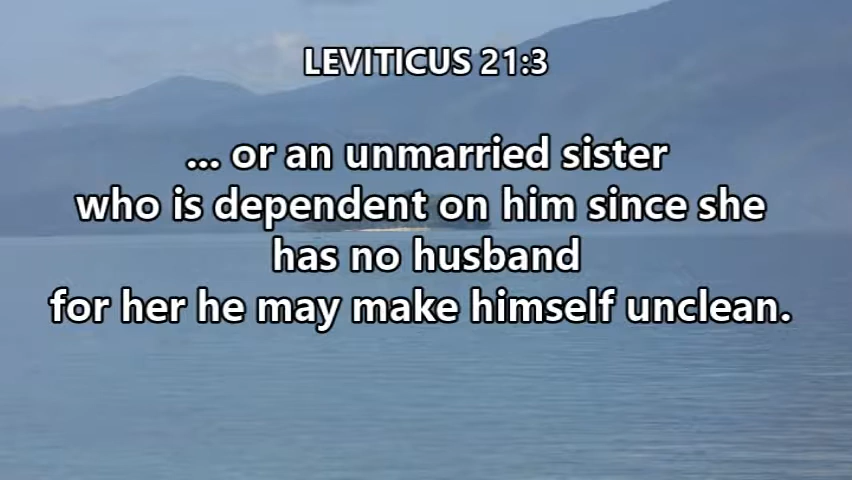 LEVITICUS 21:3
... or an unmarried sister
who is dependent on him since she
has no husband
for her he may make himself unclean.